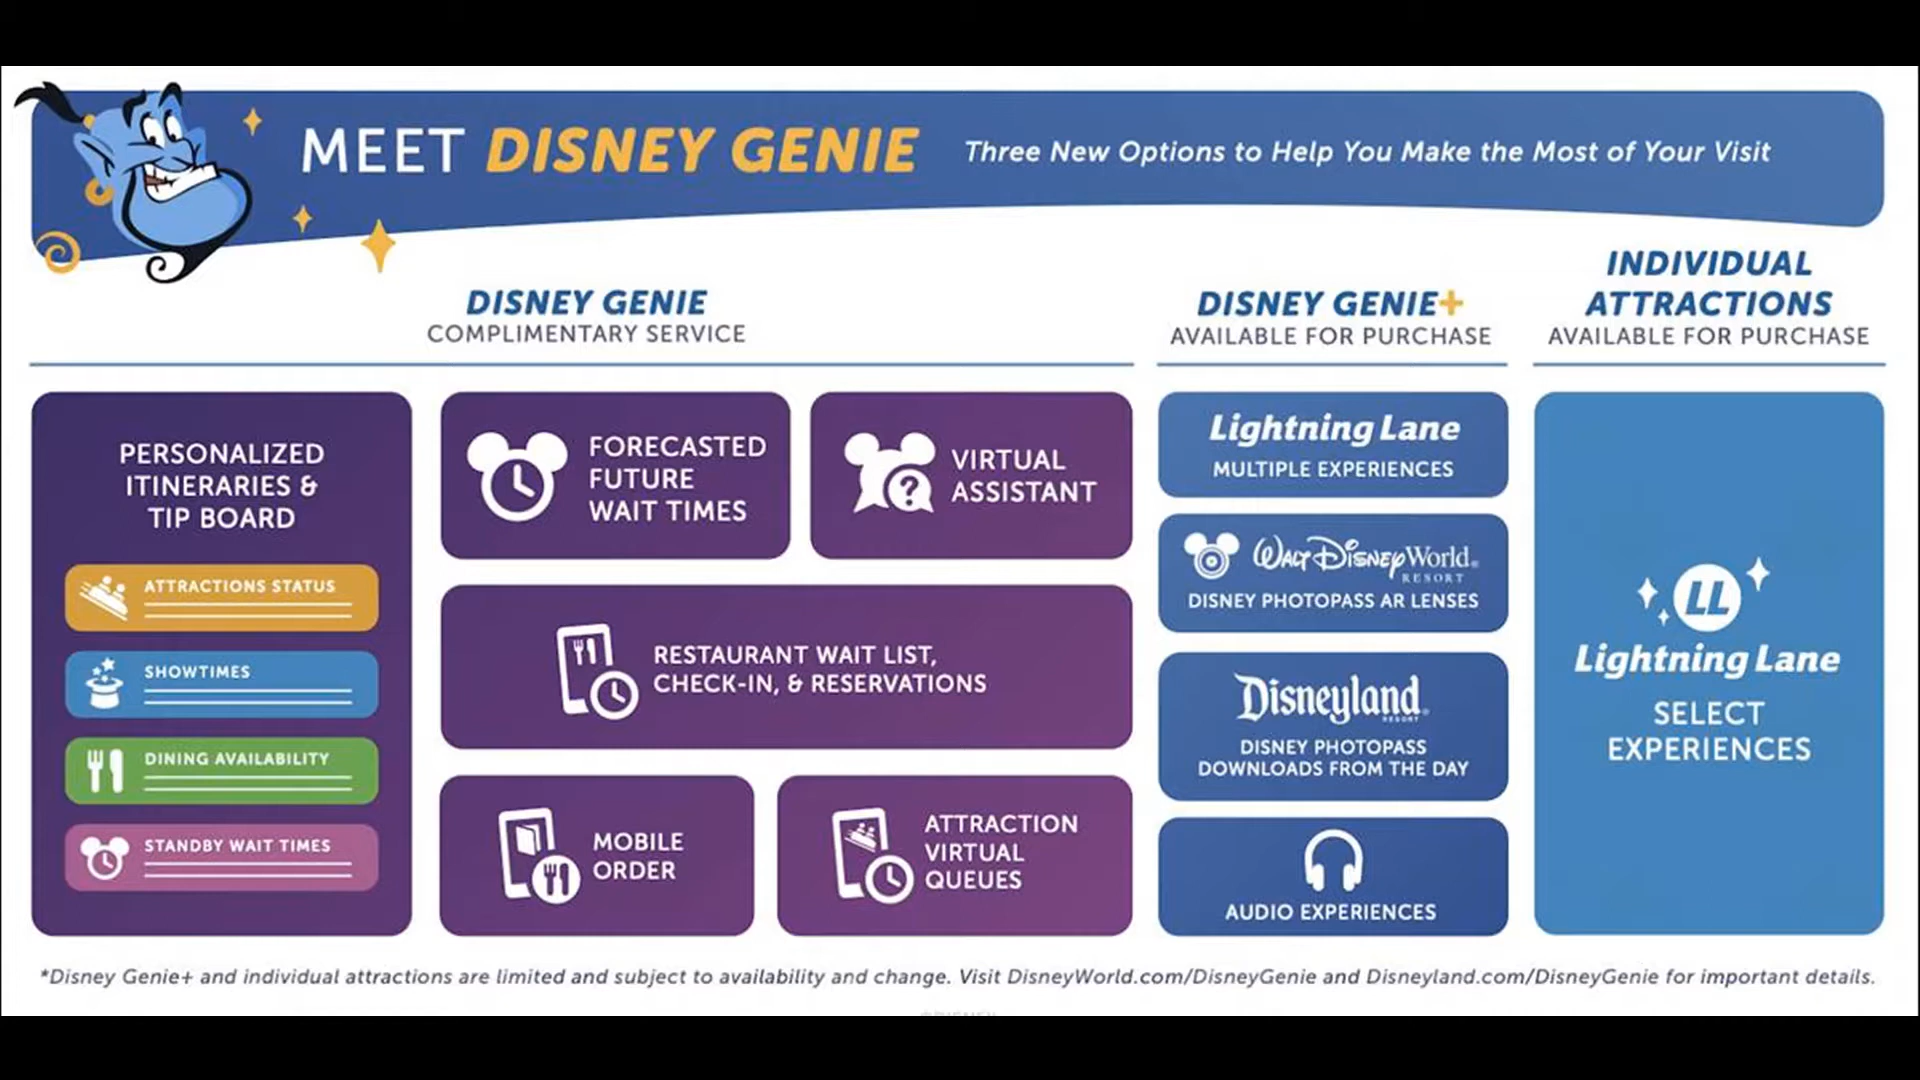 MEET DISNEY GENIE
Three New Options to Help You Make the Most of Your Visit
DISNEY GENIE
COMPLIMENTARY SERVICE
PERSONALIZED
ITINERARIES &
TIP BOARD
ATTRACTIONS STATUS
SHOWTIMES
DINING AVAILABILITY
STANDBY WAIT TIMES
FORECASTED
FUTURE
WAIT TIMES
VIRTUAL
ASSISTANT
RESTAURANT WAIT LIST,
CHECK-IN, & RESERVATIONS
MOBILE
ORDER
ATTRACTION
VIRTUAL
QUEUES
DISNEY GENIE+
AVAILABLE FOR PURCHASE
Lightning Lane
MULTIPLE EXPERIENCES
Walt Disney World®
RESORT
DISNEY PHOTOPASS AR LENSES
Disneyland®
RESORT
DISNEY PHOTOPASS
DOWNLOADS FROM THE DAY
AUDIO EXPERIENCES
INDIVIDUAL
ATTRACTIONS
AVAILABLE FOR PURCHASE
LL
Lightning Lane
SELECT
EXPERIENCES
*Disney Genie+ and individual attractions are limited and subject to availability and change. Visit DisneyWorld.com/DisneyGenie and Disneyland.com/DisneyGenie for important details.